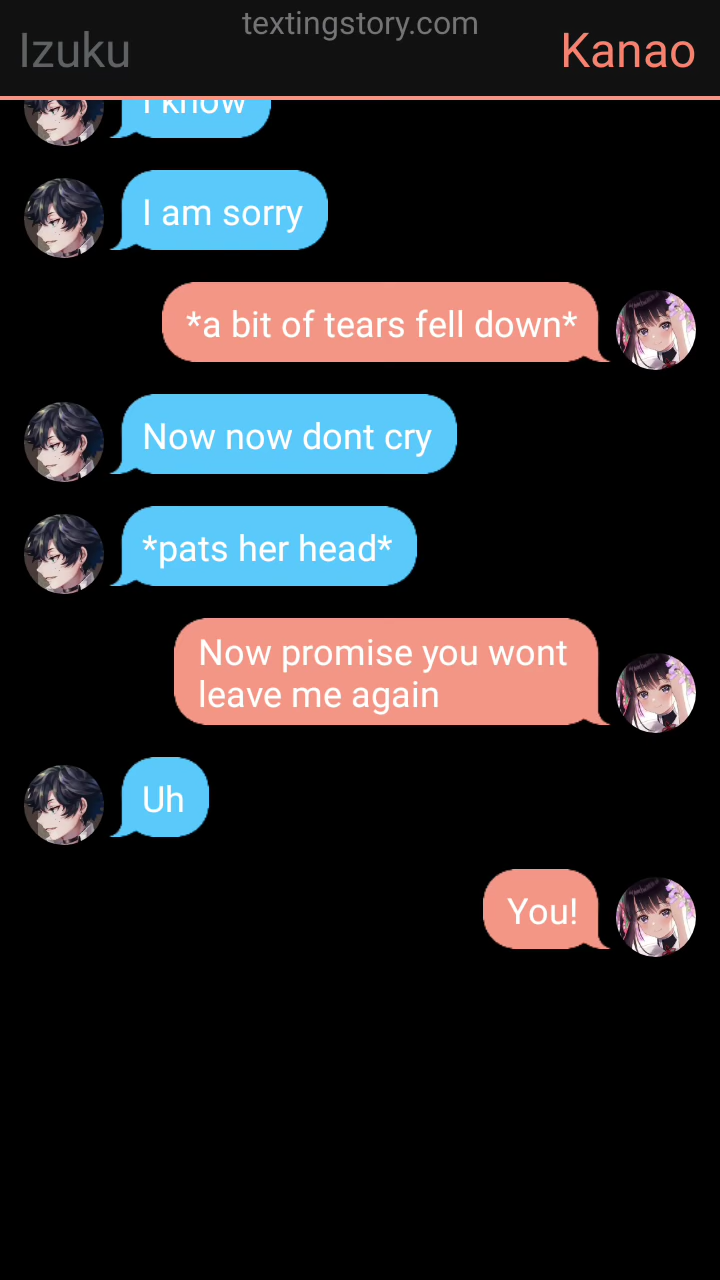 textingstory.com
Izuku
Kanao
I know
I am sorry
*a bit of tears fell down*
Now now dont cry
*pats her head*
Now promise you wont
leave me again
Uh
You!